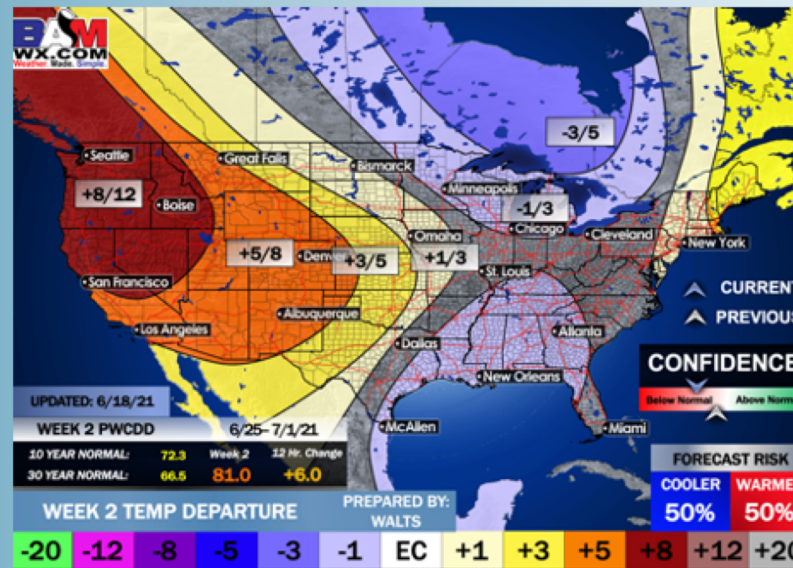 BAM
WX.COM
Weather. Made. Simple.
-3/5
Seattle
Great Falls
Bismarck
+8/12
Boise
Minneapolis
-1/3
Omaha
Chicago
Cleveland
New York
+5/8
Denver
+3/5
+1/3
St. Louis
San Francisco
CURRENT
Albuquerque
PREVIOUS
Los Angeles
Dallas
Atlanta
CONFIDENCE
Below Normal
Above Norm
New Orleans
UPDATED: 6/18/21
WEEK 2 PWCDD 6/25- 7/1/21
McAllen
Miami
10 YEAR NORMAL: 72.3 Week 2 12 Hr. Change
30 YEAR NORMAL: 66.5 81.0 +6.0
FORECAST RISK
COOLER WARME
50% 50%
WEEK 2 TEMP DEPARTURE
PREPARED BY:
WALTS
-20 -12 -8 -5 -3 -1 EC +1 +3 +5 +8 +12 +20